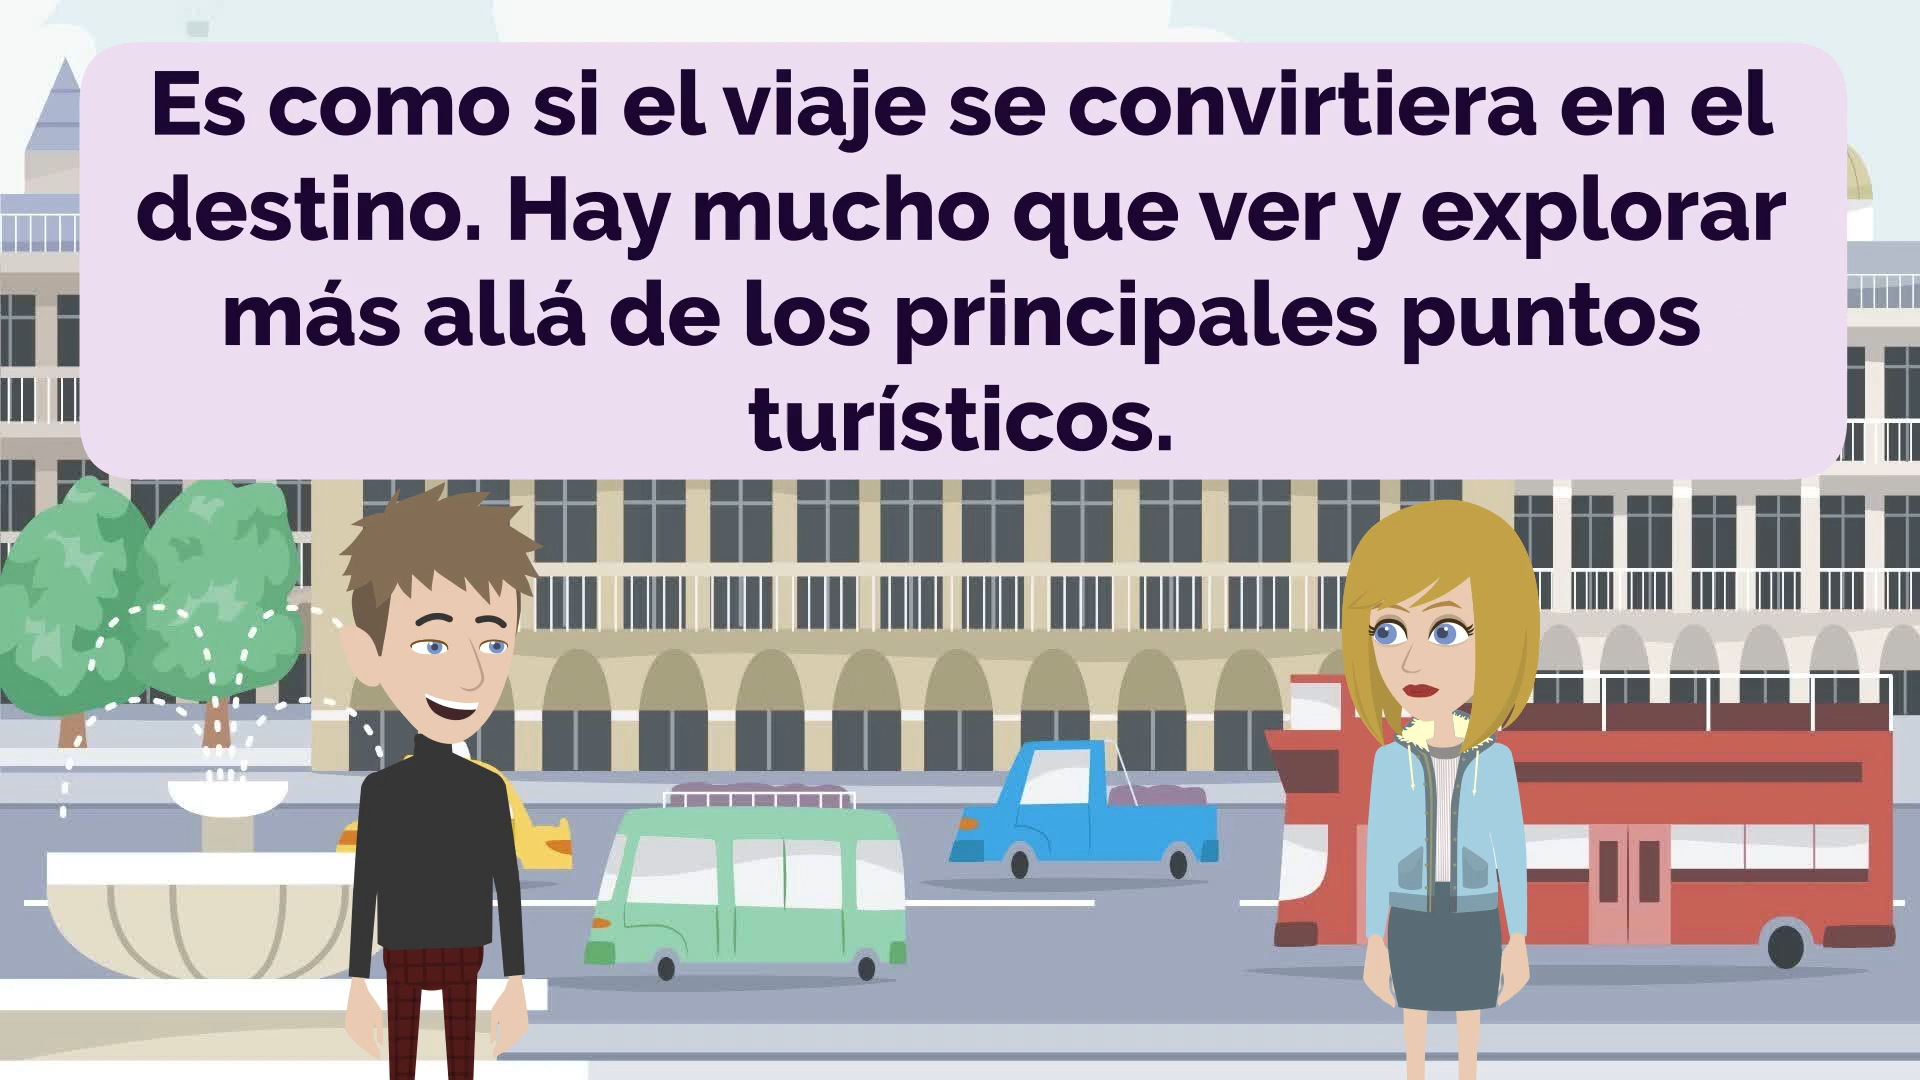 Es como si el viaje se convirtiera en el
destino. Hay mucho que ver y explorar
más allá de los principales puntos
turísticos.